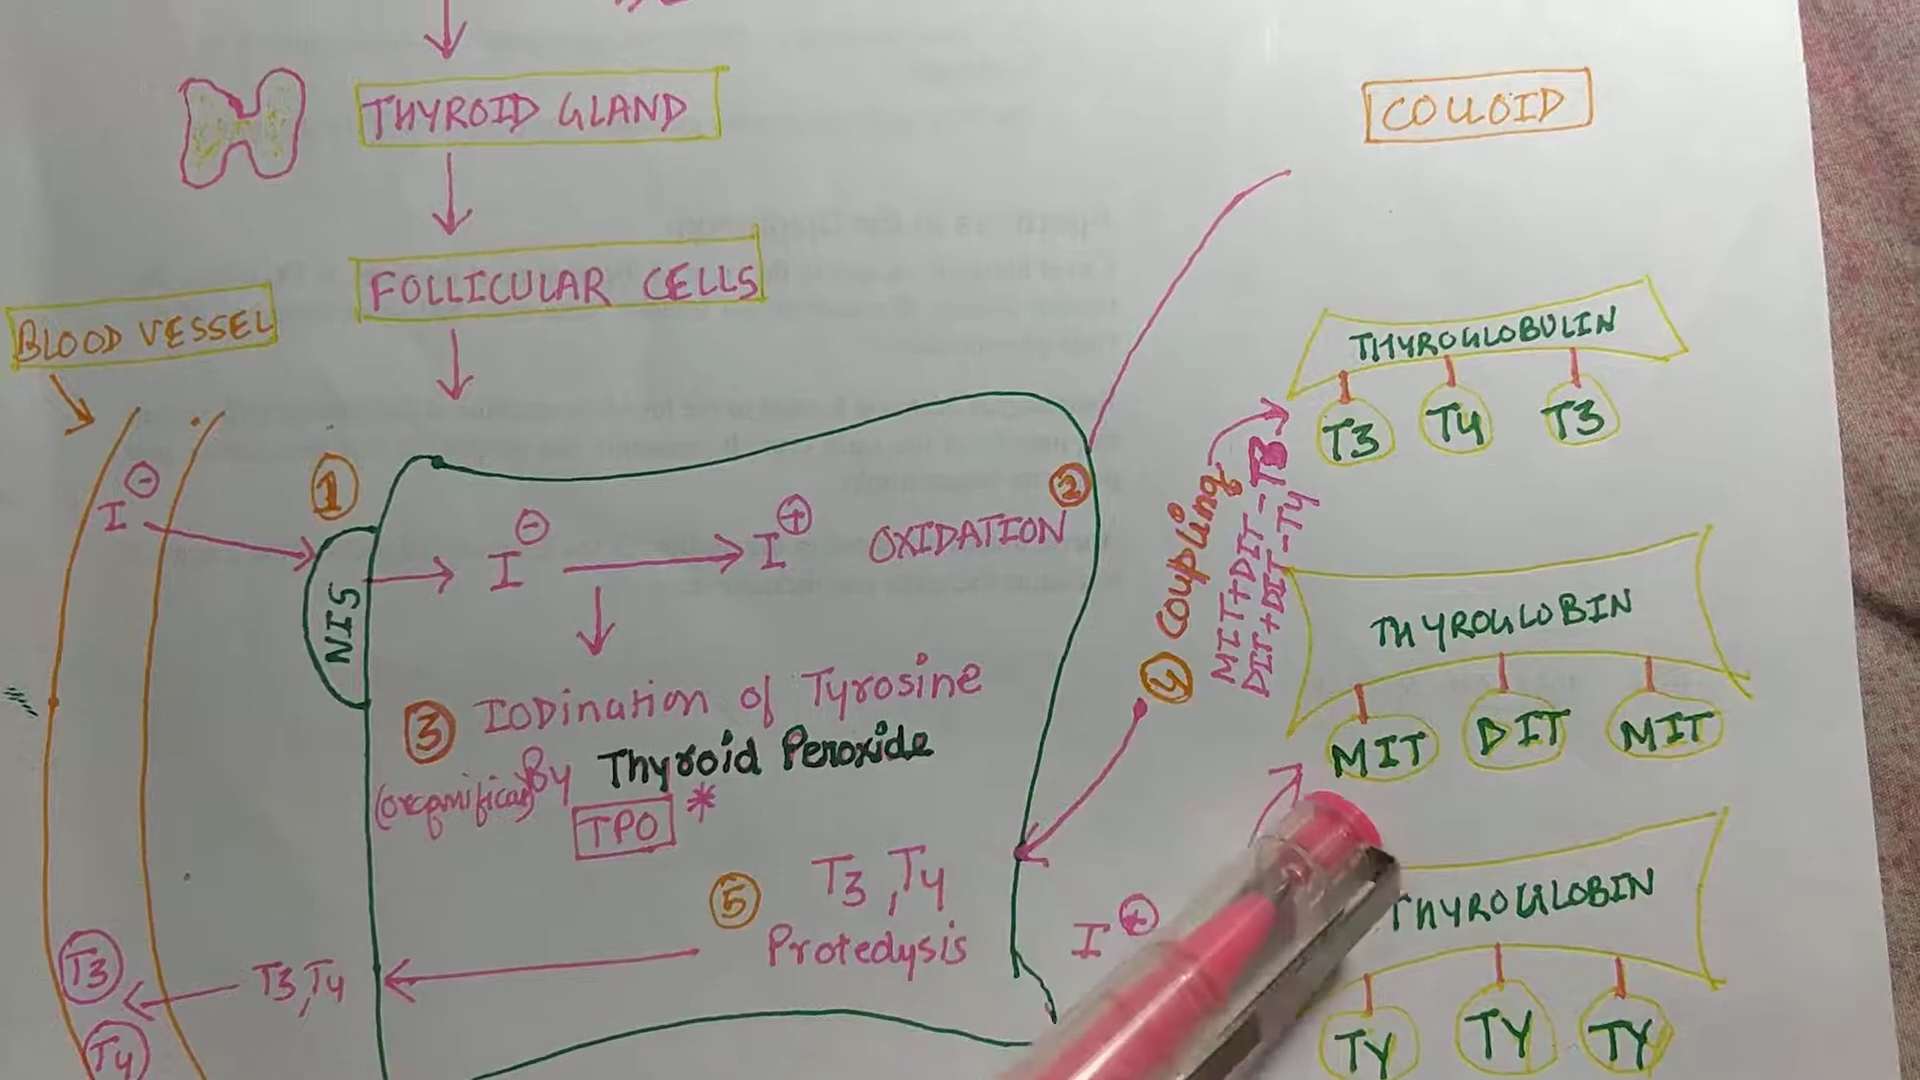 THYROID GLAND
COLLOID
FOLLICULAR CELLS
BLOOD VESSEL
THYROGLOBULIN
T3 T4 T3
1
I⊖
NIS
I⊖ → I⊕ OXIDATION 2
4 Coupling
MIT+DIT-T3
DIT+DIT-T4
THYROGLOBIN
MIT DIT MIT
3 IODination of Tyrosine
By Thyroid Peroxide
TPO *
5 T3, T4
Proteolysis
I⊕
THYROGLOBIN
TY TY TY
T3, T4
T3
T4